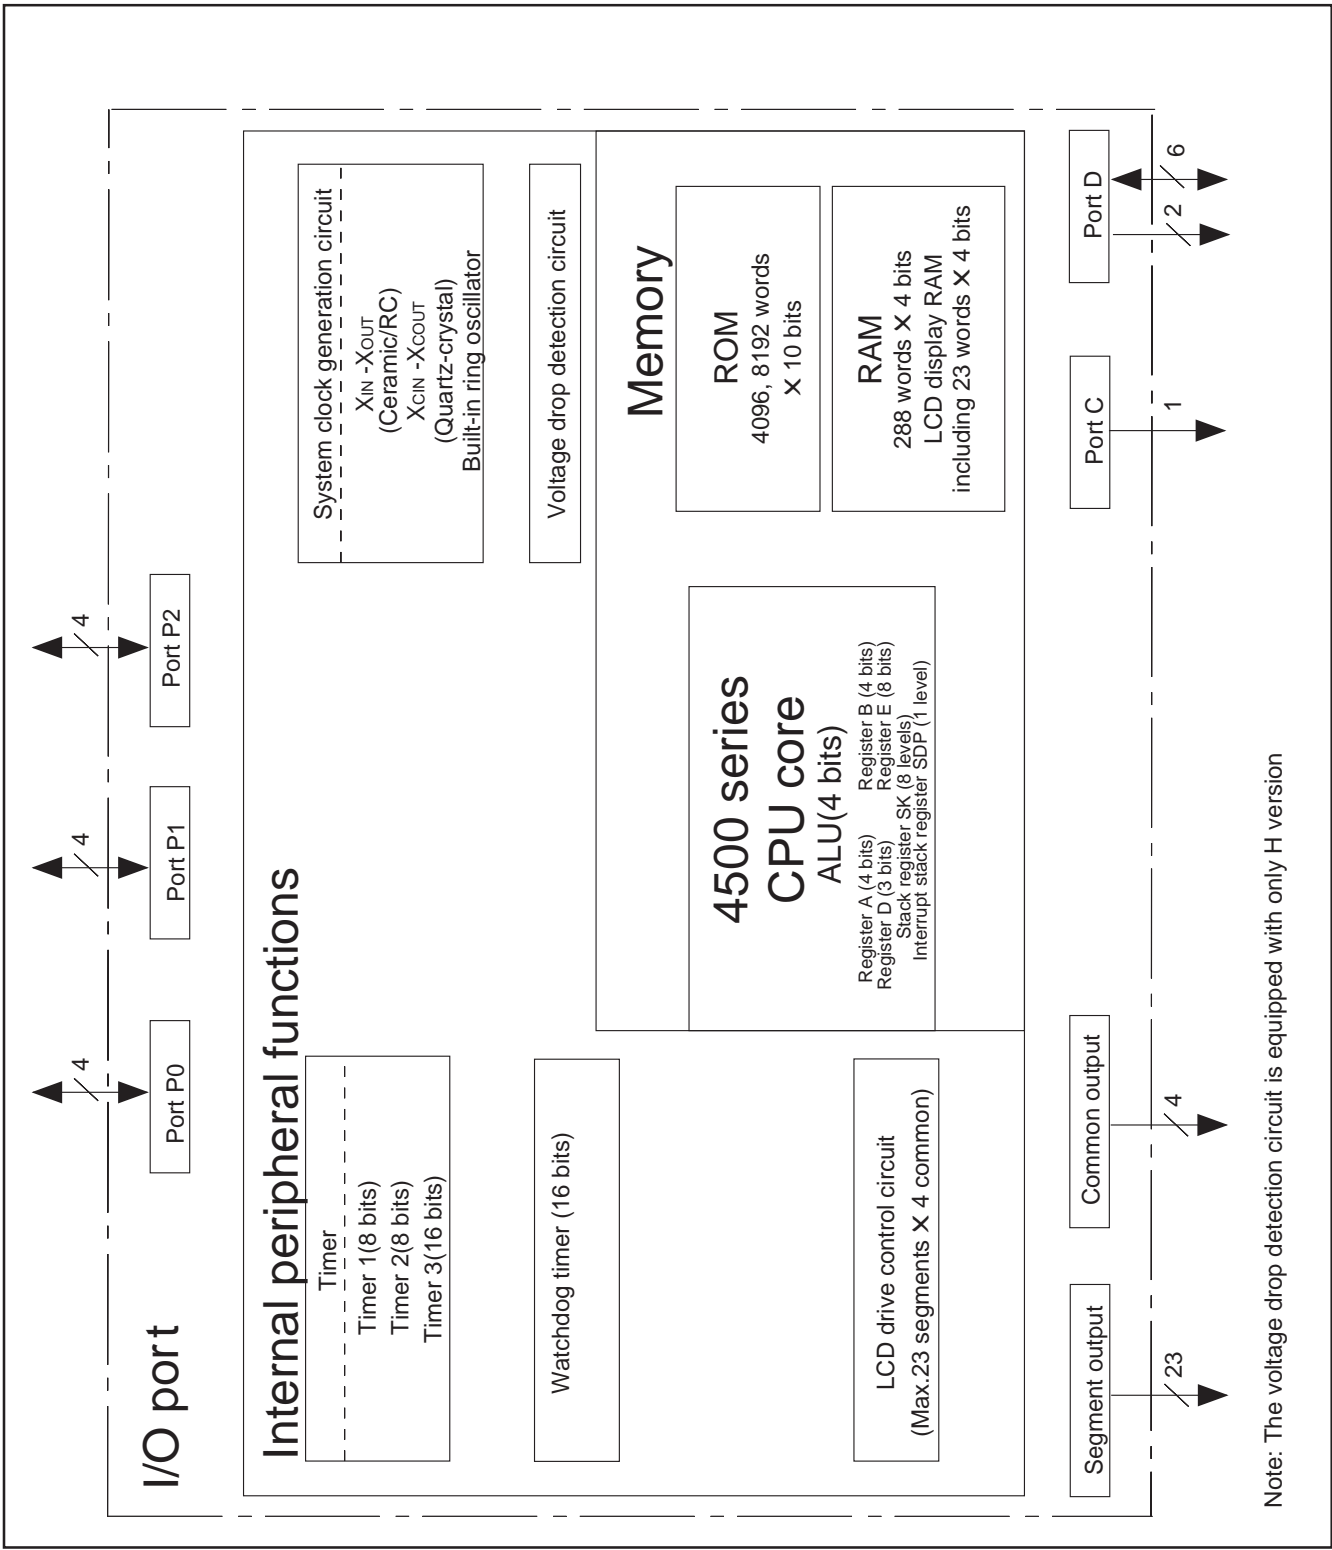 I/O port
Port P0
4
Port P1
4
Port P2
4
Internal peripheral functions
Timer
Timer 1(8 bits)
Timer 2(8 bits)
Timer 3(16 bits)
Watchdog timer (16 bits)
LCD drive control circuit
(Max.23 segments X 4 common)
System clock generation circuit
XIN -XOUT
(Ceramic/RC)
XCIN -XCOUT
(Quartz-crystal)
Built-in ring oscillator
Voltage drop detection circuit
4500 series
CPU core
ALU(4 bits)
Register A (4 bits) Register B (4 bits)
Register D (3 bits) Register E (8 bits)
Stack register SK (8 levels)
Interrupt stack register SDP (1 level)
Memory
ROM
4096, 8192 words
X 10 bits
RAM
288 words X 4 bits
LCD display RAM
including 23 words X 4 bits
Segment output
23
Common output
4
Port C
1
Port D
2
6
Note: The voltage drop detection circuit is equipped with only H version